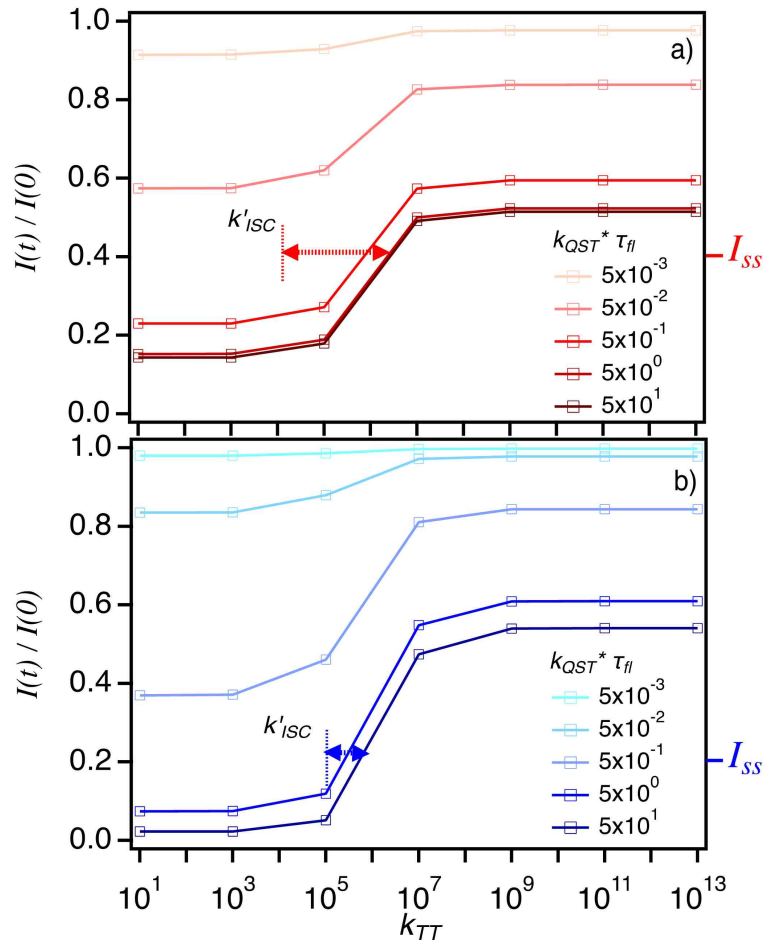 1.0
a)
0.8
0.6
k'ISC
kQST* τfl
0.4
Iss
5x10⁻³
5x10⁻²
0.2
5x10⁻¹
5x10⁰
5x10¹
0.0
I(t) / I(0)
1.0
b)
0.8
0.6
kQST* τfl
0.4
5x10⁻³
k'ISC
5x10⁻²
0.2
Iss
5x10⁻¹
5x10⁰
5x10¹
0.0
I(t) / I(0)
10¹ 10³ 10⁵ 10⁷ 10⁹ 10¹¹ 10¹³
kTT